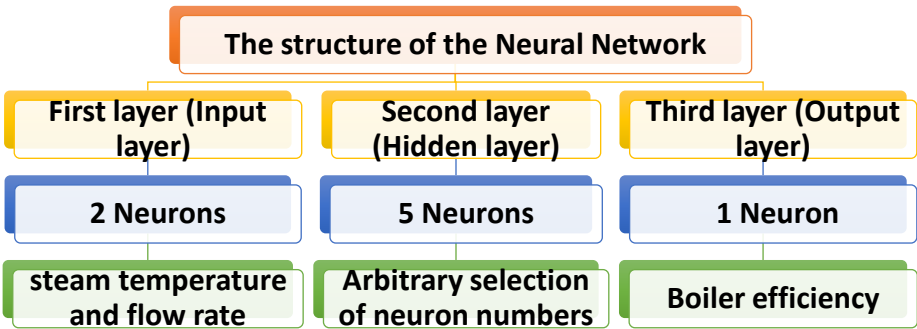 The structure of the Neural Network
First layer (Input
layer)
Second layer
(Hidden layer)
Third layer (Output
layer)
2 Neurons
5 Neurons
1 Neuron
steam temperature
and flow rate
Arbitrary selection
of neuron numbers
Boiler efficiency